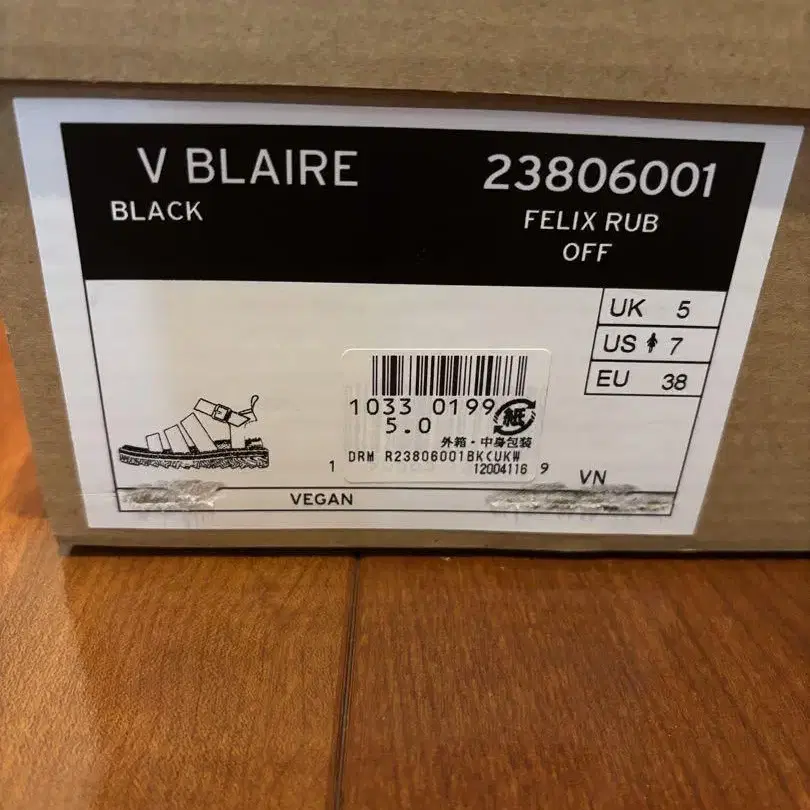 V BLAIRE 23806001
BLACK FELIX RUB
OFF
UK 5
US 7
EU 38
1033 0199
5.0
紙
外箱・中身包装
DRM R23806001BK(UKW
12004116
1 9
VN
VEGAN